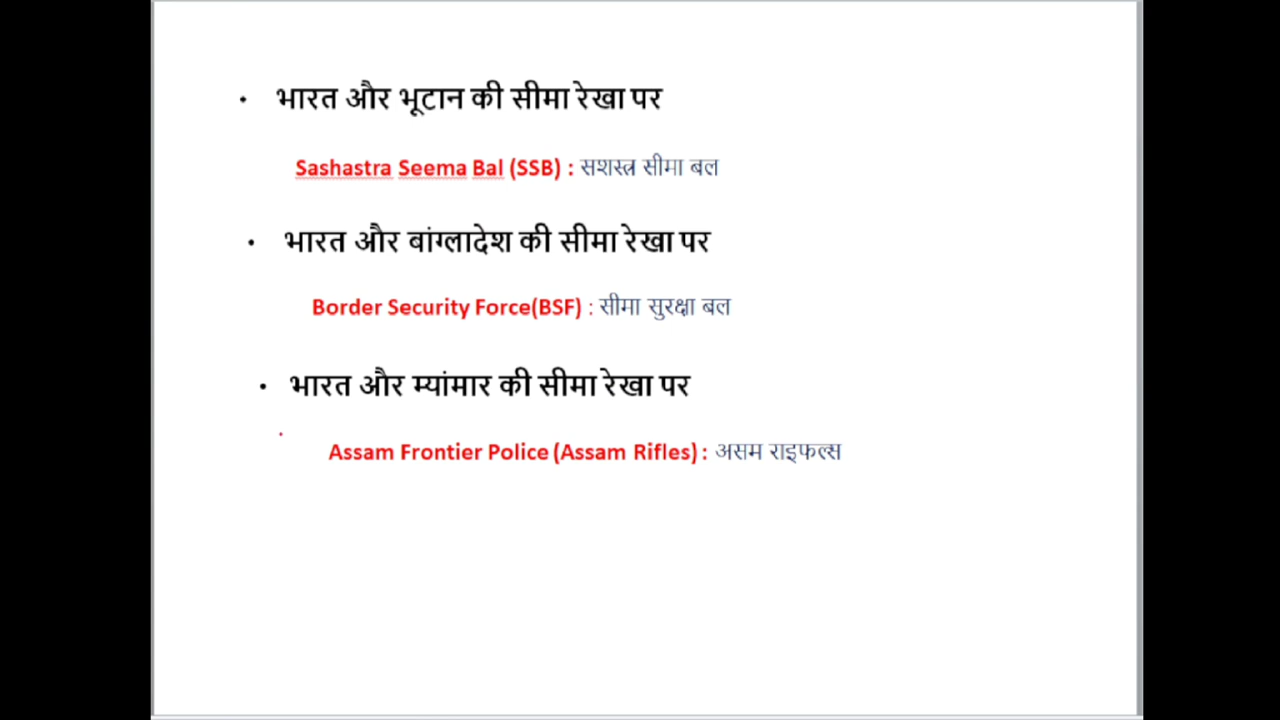 • भारत और भूटान की सीमा रेखा पर
Sashastra Seema Bal (SSB) : सशस्त्र सीमा बल
• भारत और बांग्लादेश की सीमा रेखा पर
Border Security Force(BSF) : सीमा सुरक्षा बल
• भारत और म्यांमार की सीमा रेखा पर
Assam Frontier Police (Assam Rifles) : असम राइफल्स